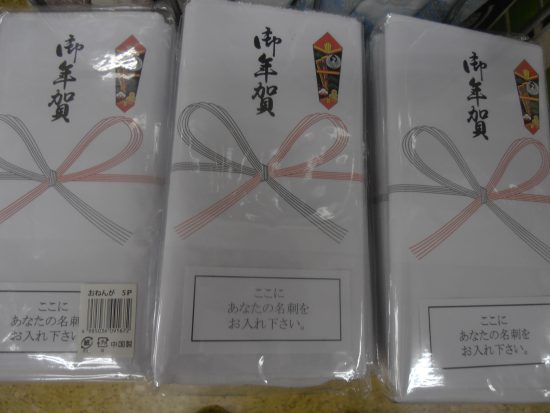 御年賀
おねんが 5P
中国製
ここに
あなたの名刺を
お入れ下さい。
御年賀
ここに
あなたの名刺を
お入れ下さい。
御年賀
ここに
あなたの名刺を
お入れ下さい。